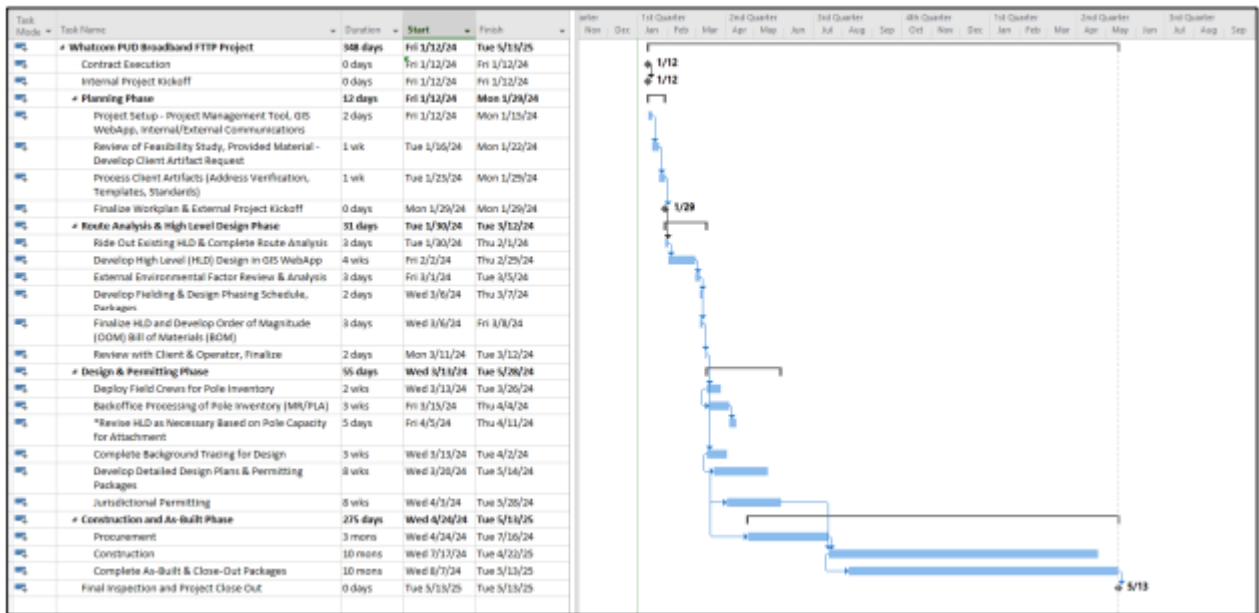 Task Mode Task Name Duration Start Finish
1st Quarter 2nd Quarter 3rd Quarter 4th Quarter 1st Quarter 2nd Quarter 3rd Quarter
Nov Dec Jan Feb Mar Apr May Jun Jul Aug Sep Oct Nov Dec Jan Feb Mar Apr May Jun Jul Aug Sep
Whatcom PUD Broadband FTTP Project 348 days Fri 1/12/24 Tue 5/13/25
Contract Execution 0 days Fri 1/12/24 Fri 1/12/24 1/12
Internal Project Kickoff 0 days Fri 1/12/24 Fri 1/12/24 1/12
Planning Phase 12 days Fri 1/12/24 Mon 1/29/24
Project Setup - Project Management Tool, GIS 2 days Fri 1/12/24 Mon 1/15/24
WebApp, Internal/External Communications
Review of Feasibility Study, Provided Material - 1 wk Tue 1/16/24 Mon 1/22/24
Develop Client Artifact Request
Process Client Artifacts (Address Verification, 1 wk Tue 1/23/24 Mon 1/29/24
Templates, Standards)
Finalize Workplan & External Project Kickoff 0 days Mon 1/29/24 Mon 1/29/24 1/29
Route Analysis & High Level Design Phase 31 days Tue 1/30/24 Tue 3/12/24
Ride Out Existing HLD & Complete Route Analysis 3 days Tue 1/30/24 Thu 2/1/24
Develop High Level (HLD) Design in GIS WebApp 4 wks Fri 2/2/24 Thu 2/29/24
External Environmental Factor Review & Analysis 3 days Fri 3/1/24 Tue 3/5/24
Develop Fielding & Design Phasing Schedule, 2 days Wed 3/6/24 Thu 3/7/24
Packages
Finalize HLD and Develop Order of Magnitude 3 days Wed 3/6/24 Fri 3/8/24
(OOM) Bill of Materials (BOM)
Review with Client & Operator, Finalize 2 days Mon 3/11/24 Tue 3/12/24
Design & Permitting Phase 55 days Wed 3/13/24 Tue 5/28/24
Deploy Field Crews for Pole Inventory 2 wks Wed 3/13/24 Tue 3/26/24
Backoffice Processing of Pole Inventory (MR/PLA) 3 wks Fri 3/15/24 Thu 4/4/24
*Revise HLD as Necessary Based on Pole Capacity 5 days Fri 4/5/24 Thu 4/11/24
for Attachment
Complete Background Tracing for Design 3 wks Wed 3/13/24 Tue 4/2/24
Develop Detailed Design Plans & Permitting 8 wks Wed 3/20/24 Tue 5/14/24
Packages
Jurisdictional Permitting 8 wks Wed 4/3/24 Tue 5/28/24
Construction and As-Built Phase 275 days Wed 4/24/24 Tue 5/13/25
Procurement 3 mons Wed 4/24/24 Tue 7/16/24
Construction 10 mons Wed 7/17/24 Tue 4/22/25
Complete As-Built & Close-Out Packages 10 mons Wed 8/7/24 Tue 5/13/25
Final Inspection and Project Close Out 0 days Tue 5/13/25 Tue 5/13/25 5/13